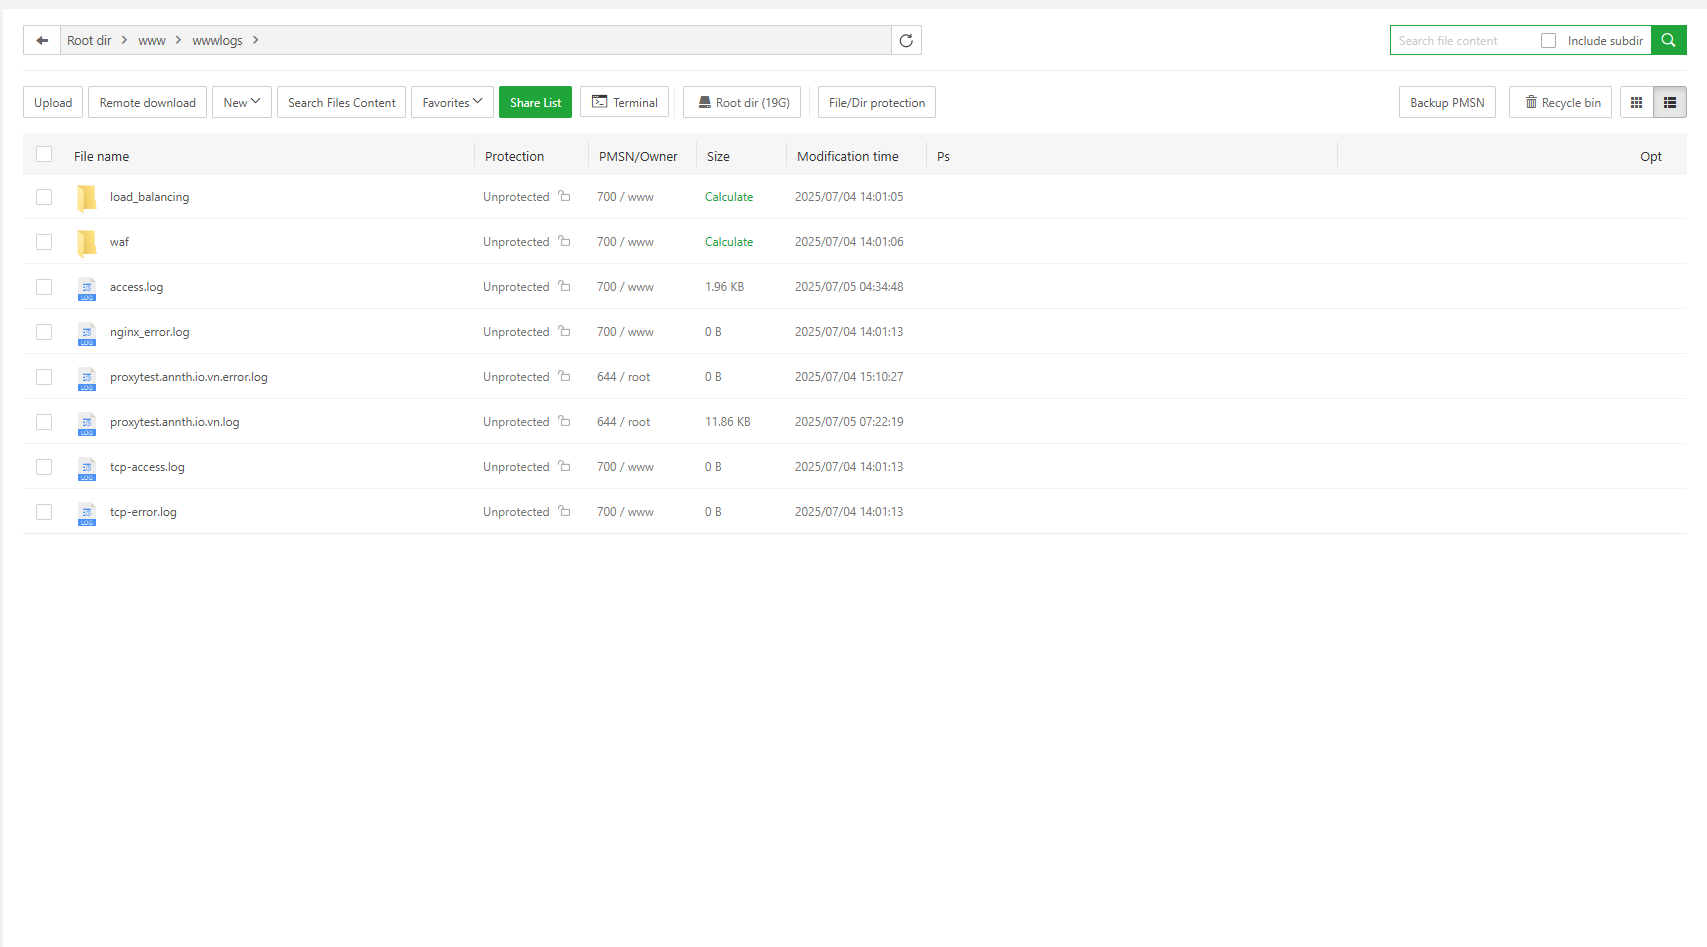 Root dir www wwwlogs Search file content Include subdir
Upload Remote download New Search Files Content Favorites Share List Terminal Root dir (19G) File/Dir protection Backup PMSN Recycle bin
File name Protection PMSN/Owner Size Modification time Ps Opt
load_balancing Unprotected 700 / www Calculate 2025/07/04 14:01:05
waf Unprotected 700 / www Calculate 2025/07/04 14:01:06
LOG access.log Unprotected 700 / www 1.96 KB 2025/07/05 04:34:48
LOG nginx_error.log Unprotected 700 / www 0 B 2025/07/04 14:01:13
LOG proxytest.annth.io.vn.error.log Unprotected 644 / root 0 B 2025/07/04 15:10:27
LOG proxytest.annth.io.vn.log Unprotected 644 / root 11.86 KB 2025/07/05 07:22:19
LOG tcp-access.log Unprotected 700 / www 0 B 2025/07/04 14:01:13
LOG tcp-error.log Unprotected 700 / www 0 B 2025/07/04 14:01:13